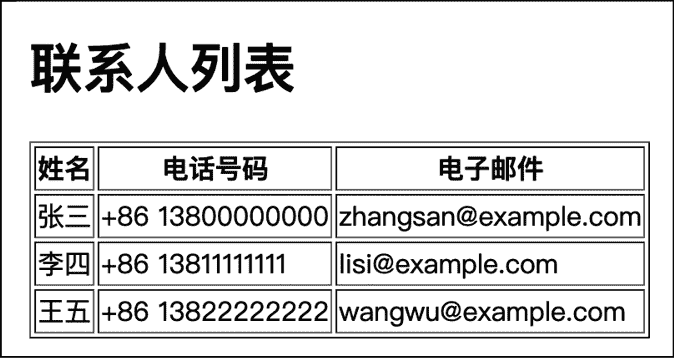 联系人列表
姓名 电话号码 电子邮件
张三 +86 13800000000 zhangsan@example.com
李四 +86 13811111111 lisi@example.com
王五 +86 13822222222 wangwu@example.com